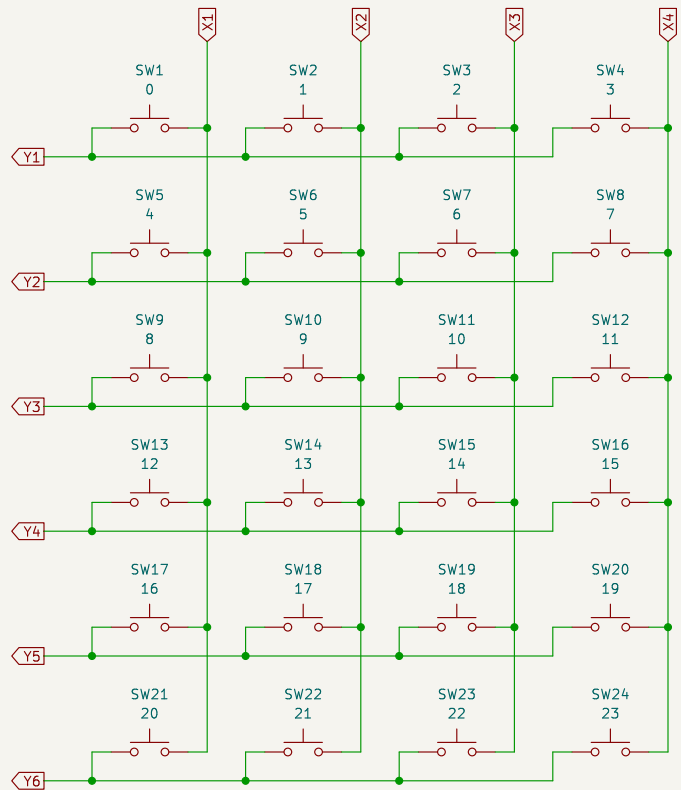 X1 X2 X3 X4
SW1 SW2 SW3 SW4
0 1 2 3
Y1
SW5 SW6 SW7 SW8
4 5 6 7
Y2
SW9 SW10 SW11 SW12
8 9 10 11
Y3
SW13 SW14 SW15 SW16
12 13 14 15
Y4
SW17 SW18 SW19 SW20
16 17 18 19
Y5
SW21 SW22 SW23 SW24
20 21 22 23
Y6